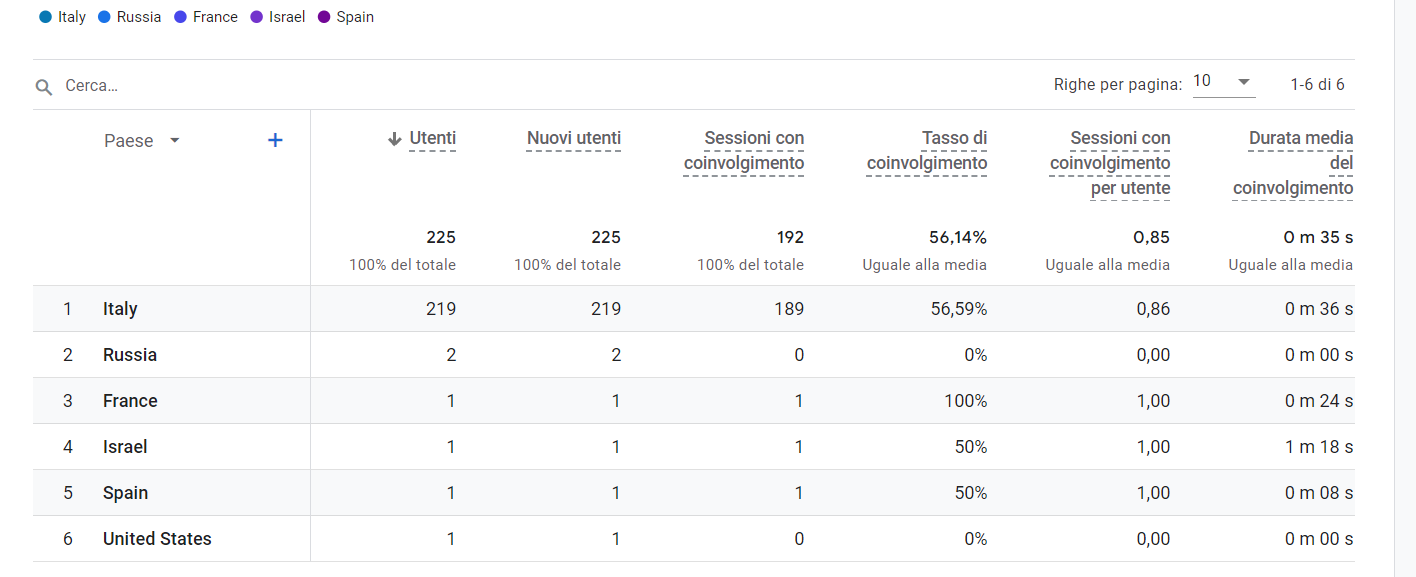 Italy Russia France Israel Spain
Cerca... Righe per pagina: 10 1-6 di 6
Paese + Utenti Nuovi utenti Sessioni con coinvolgimento Tasso di coinvolgimento Sessioni con coinvolgimento per utente Durata media del coinvolgimento
225 225 192 56,14% 0,85 0 m 35 s
100% del totale 100% del totale 100% del totale Uguale alla media Uguale alla media Uguale alla media
1 Italy 219 219 189 56,59% 0,86 0 m 36 s
2 Russia 2 2 0 0% 0,00 0 m 00 s
3 France 1 1 1 100% 1,00 0 m 24 s
4 Israel 1 1 1 50% 1,00 1 m 18 s
5 Spain 1 1 1 50% 1,00 0 m 08 s
6 United States 1 1 0 0% 0,00 0 m 00 s